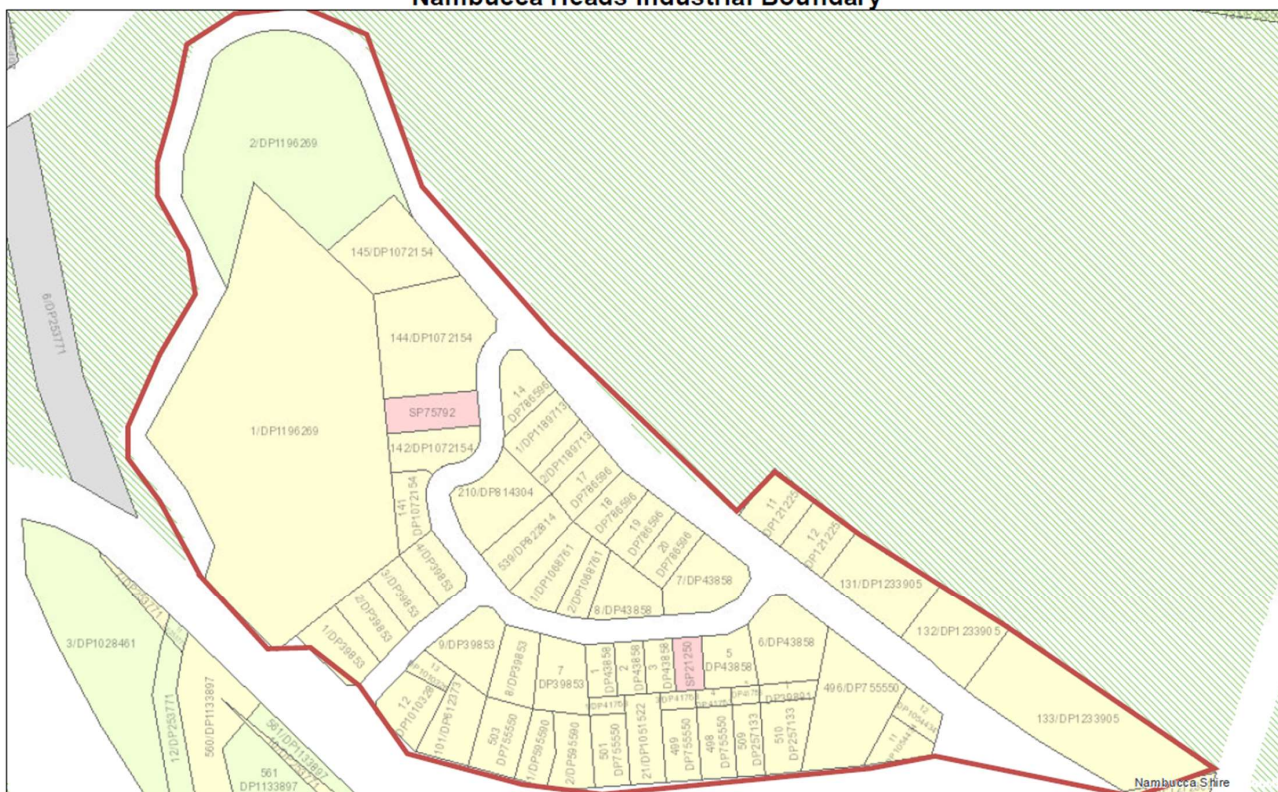 Nambucca Heads Industrial Boundary
2/DP1196269
145/DP1072154
144/DP1072154
SP75792
142/DP1072154
141
DP1072154
1/DP1196269
6/DP253771
14
DP786596
1/DP1189713
2/DP1189713
17
DP786596
18
DP786596
19
DP786596
20
DP786596
210/DP814304
539/DP822814
1/DP1068761
2/DP1068761
7/DP43858
8/DP43858
4/DP39853
3/DP39853
2/DP39853
1/DP39853
11
DP121225
12
DP121225
131/DP1233905
132/DP1233905
133/DP1233905
9/DP39853
8/DP39853
7
DP39853
1
DP43858
2
DP43858
3
DP43858
SP21250
5
DP43858
6/DP43858
496/DP755550
12
11
13
12
DP1010328
101/DP612373
503
DP755550
1/DP595590
2/DP595590
501
DP755550
21/DP1051522
499
DP755550
498
DP755550
509
DP257133
510
DP257133
3/DP1028461
12/DP253771
560/DP1133897
561/DP1133897
561
DP1133897
Nambucca Shire